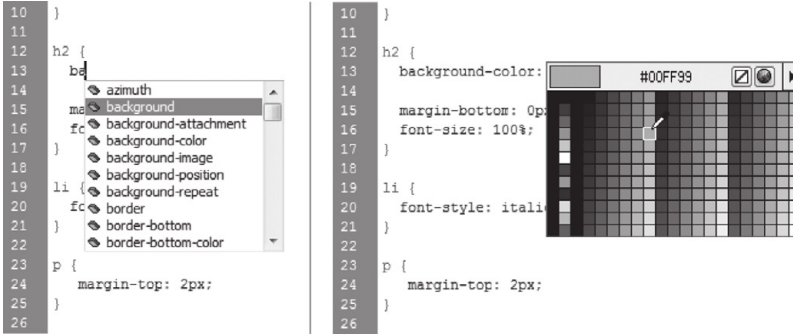 10 }
11
12 h2 {
13 ba
14
15 ma
16 fo
17 }
18
19 li {
20 fo
21 }
22
23 p {
24 margin-top: 2px;
25 }
26
azimuth
background
background-attachment
background-color
background-image
background-position
background-repeat
border
border-bottom
border-bottom-color
10 }
11
12 h2 {
13 background-color:
14
15 margin-bottom: 0p
16 font-size: 100%;
17 }
18
19 li {
20 font-style: itali
21 }
22
23 p {
24 margin-top: 2px;
25 }
26
#00FF99